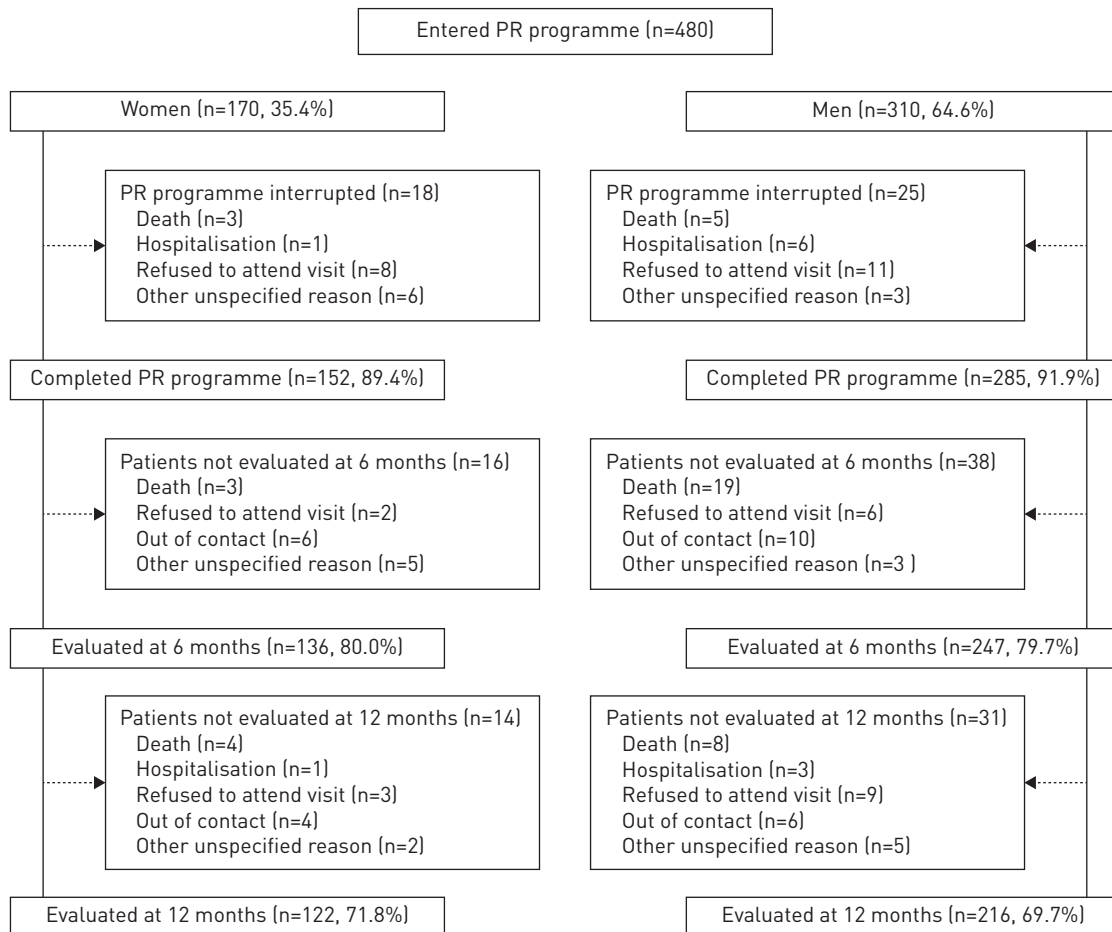 Entered PR programme (n=480)
Women (n=170, 35.4%)
Men (n=310, 64.6%)
PR programme interrupted (n=18)
Death (n=3)
Hospitalisation (n=1)
Refused to attend visit (n=8)
Other unspecified reason (n=6)
PR programme interrupted (n=25)
Death (n=5)
Hospitalisation (n=6)
Refused to attend visit (n=11)
Other unspecified reason (n=3)
Completed PR programme (n=152, 89.4%)
Completed PR programme (n=285, 91.9%)
Patients not evaluated at 6 months (n=16)
Death (n=3)
Refused to attend visit (n=2)
Out of contact (n=6)
Other unspecified reason (n=5)
Patients not evaluated at 6 months (n=38)
Death (n=19)
Refused to attend visit (n=6)
Out of contact (n=10)
Other unspecified reason (n=3 )
Evaluated at 6 months (n=136, 80.0%)
Evaluated at 6 months (n=247, 79.7%)
Patients not evaluated at 12 months (n=14)
Death (n=4)
Hospitalisation (n=1)
Refused to attend visit (n=3)
Out of contact (n=4)
Other unspecified reason (n=2)
Patients not evaluated at 12 months (n=31)
Death (n=8)
Hospitalisation (n=3)
Refused to attend visit (n=9)
Out of contact (n=6)
Other unspecified reason (n=5)
Evaluated at 12 months (n=122, 71.8%)
Evaluated at 12 months (n=216, 69.7%)